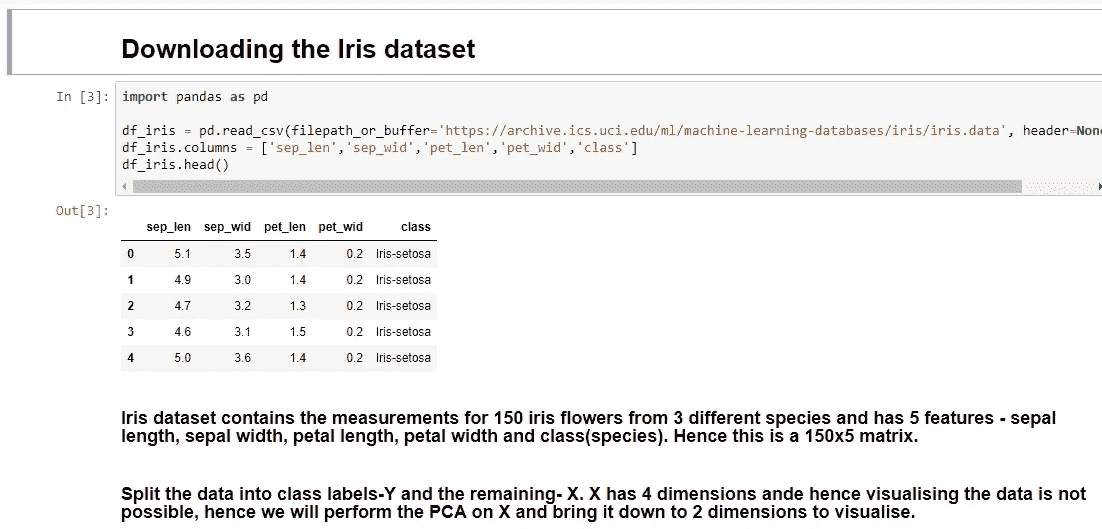 Downloading the Iris dataset
In [3]: import pandas as pd
df_iris = pd.read_csv(filepath_or_buffer='https://archive.ics.uci.edu/ml/machine-learning-databases/iris/iris.data', header=None
df_iris.columns = ['sep_len','sep_wid','pet_len','pet_wid','class']
df_iris.head()
Out[3]:
sep_len sep_wid pet_len pet_wid class
0 5.1 3.5 1.4 0.2 Iris-setosa
1 4.9 3.0 1.4 0.2 Iris-setosa
2 4.7 3.2 1.3 0.2 Iris-setosa
3 4.6 3.1 1.5 0.2 Iris-setosa
4 5.0 3.6 1.4 0.2 Iris-setosa
Iris dataset contains the measurements for 150 iris flowers from 3 different species and has 5 features - sepal
length, sepal width, petal length, petal width and class(species). Hence this is a 150x5 matrix.
Split the data into class labels-Y and the remaining- X. X has 4 dimensions ande hence visualising the data is not
possible, hence we will perform the PCA on X and bring it down to 2 dimensions to visualise.